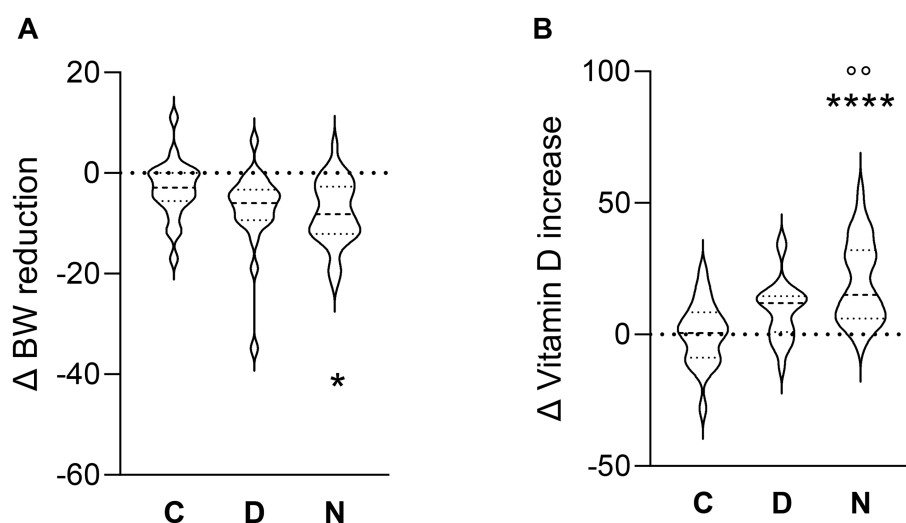 A
Δ BW reduction
20
0
-20
-40
-60
*
C D N
B
Δ Vitamin D increase
100
50
0
-50
°°
****
C D N